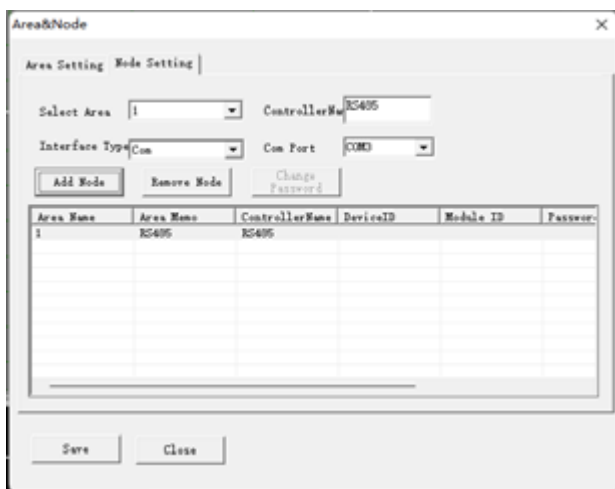 Area&Node
Area Setting Node Setting
Select Area 1 ControllerNa RS485
Interface Type Com Com Port COM3
Add Node Remove Node Change Password
Area Name Area Memo ControllerName DeviceID Module ID Passwor
1 RS485 RS485
Save Close